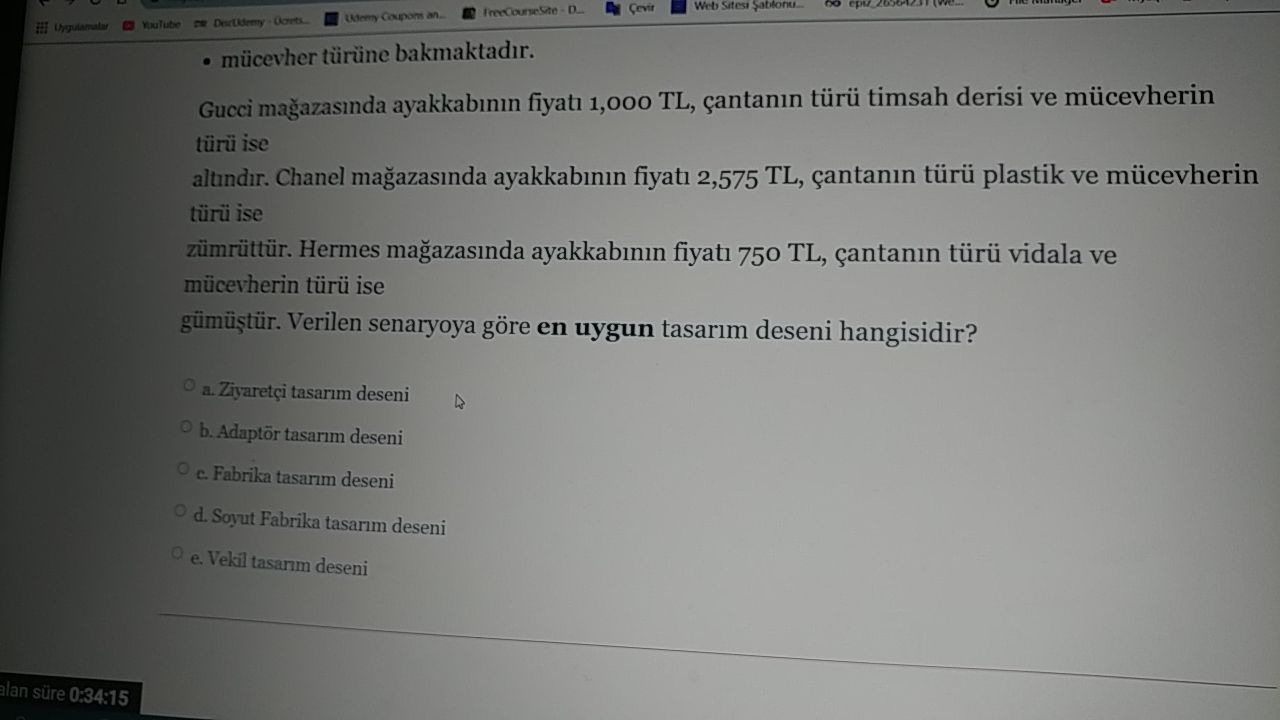 Uygulamalar YouTube DiscUdemy - Ücrets... Udemy Coupons an... FreeCourseSite - D... Çevir Web Sitesi Şablonu...
• mücevher türüne bakmaktadır.
Gucci mağazasında ayakkabının fiyatı 1,000 TL, çantanın türü timsah derisi ve mücevherin
türü ise
altındır. Chanel mağazasında ayakkabının fiyatı 2,575 TL, çantanın türü plastik ve mücevherin
türü ise
zümrüttür. Hermes mağazasında ayakkabının fiyatı 750 TL, çantanın türü vidala ve
mücevherin türü ise
gümüştür. Verilen senaryoya göre en uygun tasarım deseni hangisidir?
a. Ziyaretçi tasarım deseni
b. Adaptör tasarım deseni
c. Fabrika tasarım deseni
d. Soyut Fabrika tasarım deseni
e. Vekil tasarım deseni
alan süre 0:34:15